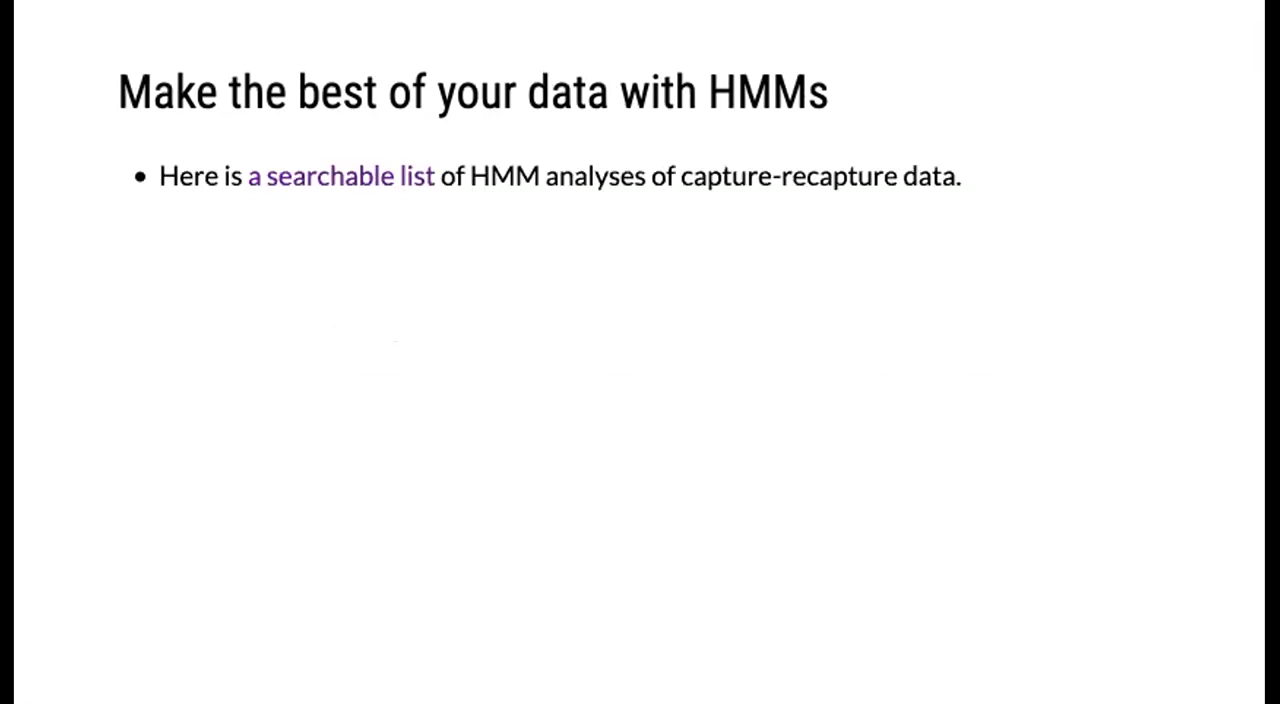 Make the best of your data with HMMs
• Here is a searchable list of HMM analyses of capture-recapture data.